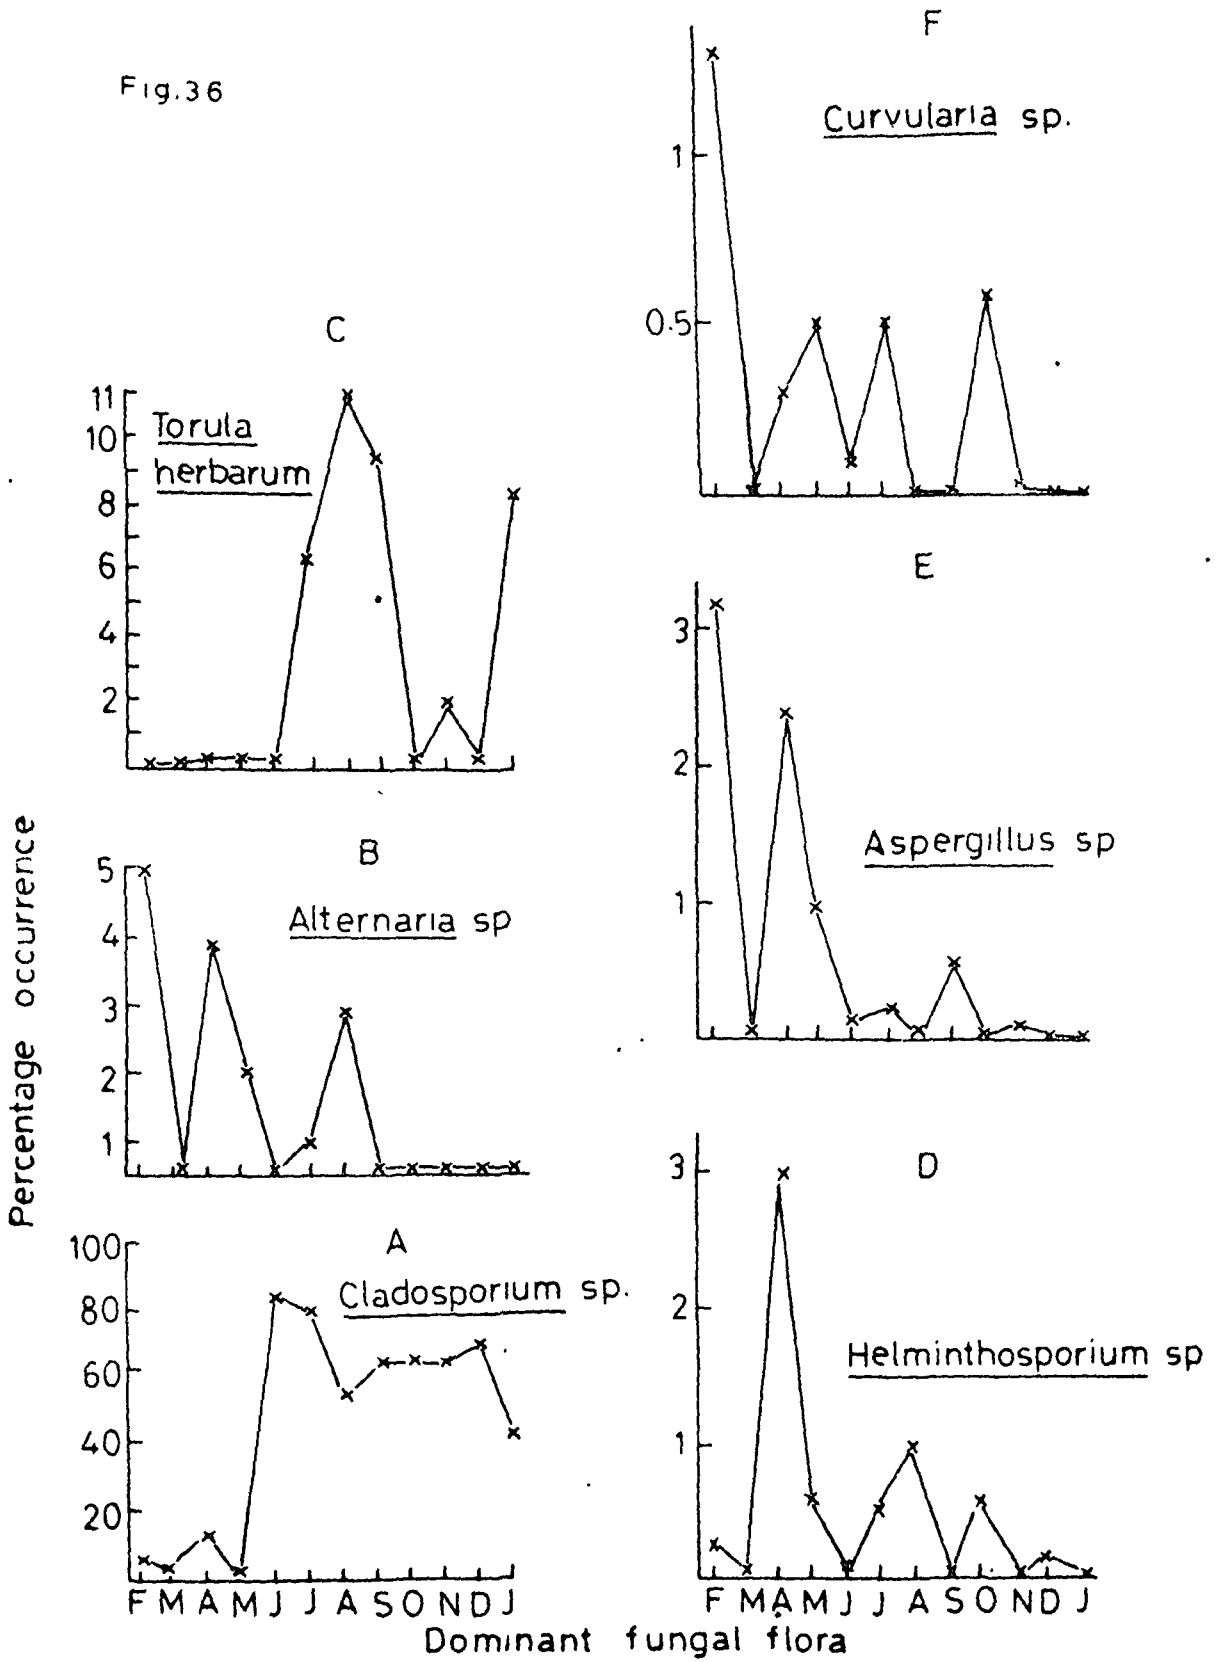 Fig.36
C
11
10
8
6
4
2
Torula
herbarum
B
5
4
3
2
1
Alternaria sp
A
100
80
60
40
20
Cladosporium sp.
F M A M J J A S O N D J
F
1
0.5
Curvularia sp.
E
3
2
1
Aspergillus sp
D
3
2
1
Helminthosporium sp
F M A M J J A S O N D J
Percentage occurrence
Dominant fungal flora